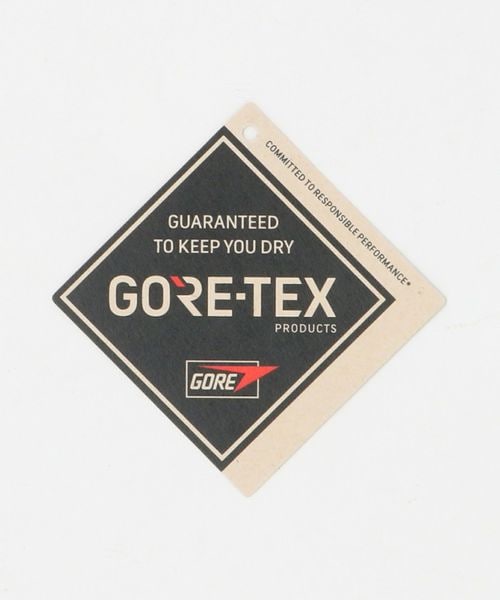 GUARANTEED
TO KEEP YOU DRY
GORE-TEX
PRODUCTS
GORE
COMMITTED TO RESPONSIBLE PERFORMANCE*